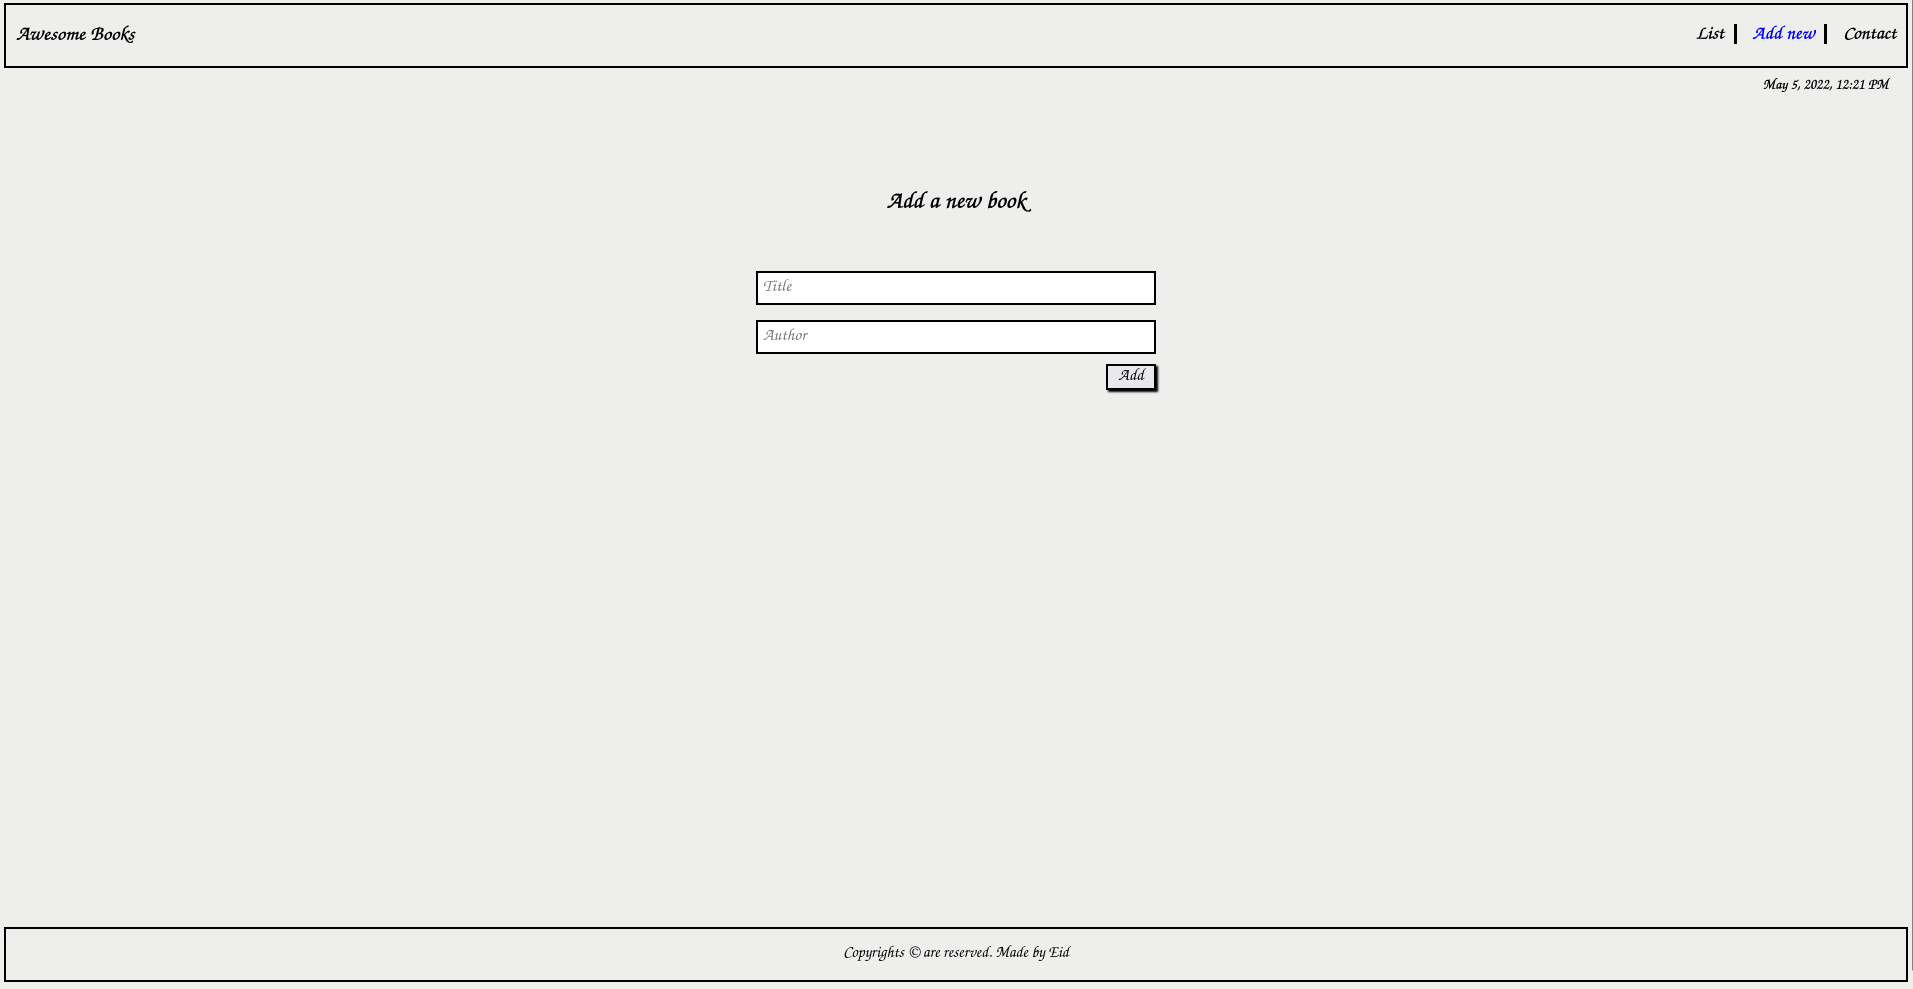 Awesome Books
List Add new Contact
May 5, 2022, 12:21 PM
Add a new book
Title
Author
Add
Copyrights © are reserved. Made by Eid